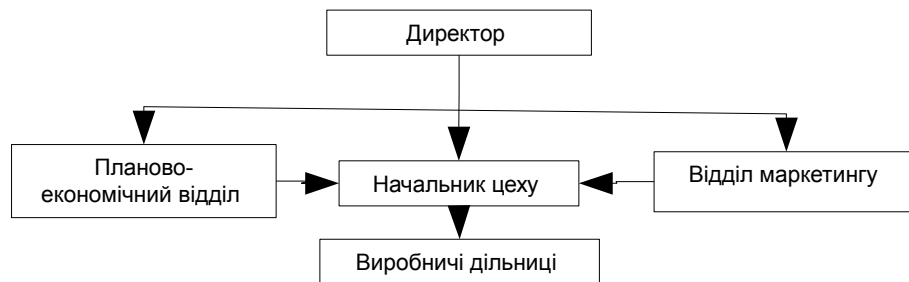 Директор
Планово-
економічний відділ
Начальник цеху
Відділ маркетингу
Виробничі дільниці